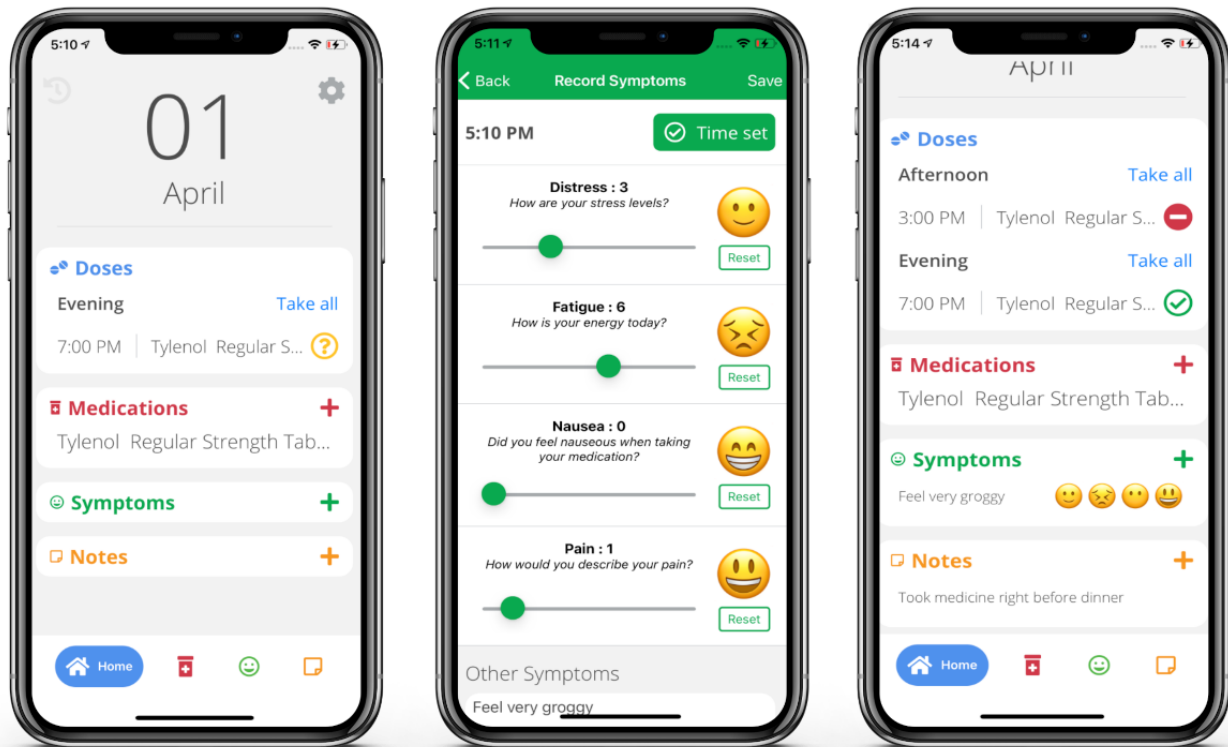 5:10
01
April
Doses
Evening Take all
7:00 PM Tylenol Regular S...
Medications
Tylenol Regular Strength Tab...
Symptoms
Notes
Home
5:11
Back Record Symptoms Save
5:10 PM Time set
Distress : 3
How are your stress levels?
Reset
Fatigue : 6
How is your energy today?
Reset
Nausea : 0
Did you feel nauseous when taking
your medication?
Reset
Pain : 1
How would you describe your pain?
Reset
Other Symptoms
Feel very groggy
5:14
April
Doses
Afternoon Take all
3:00 PM Tylenol Regular S...
Evening Take all
7:00 PM Tylenol Regular S...
Medications
Tylenol Regular Strength Tab...
Symptoms
Feel very groggy
Notes
Took medicine right before dinner
Home